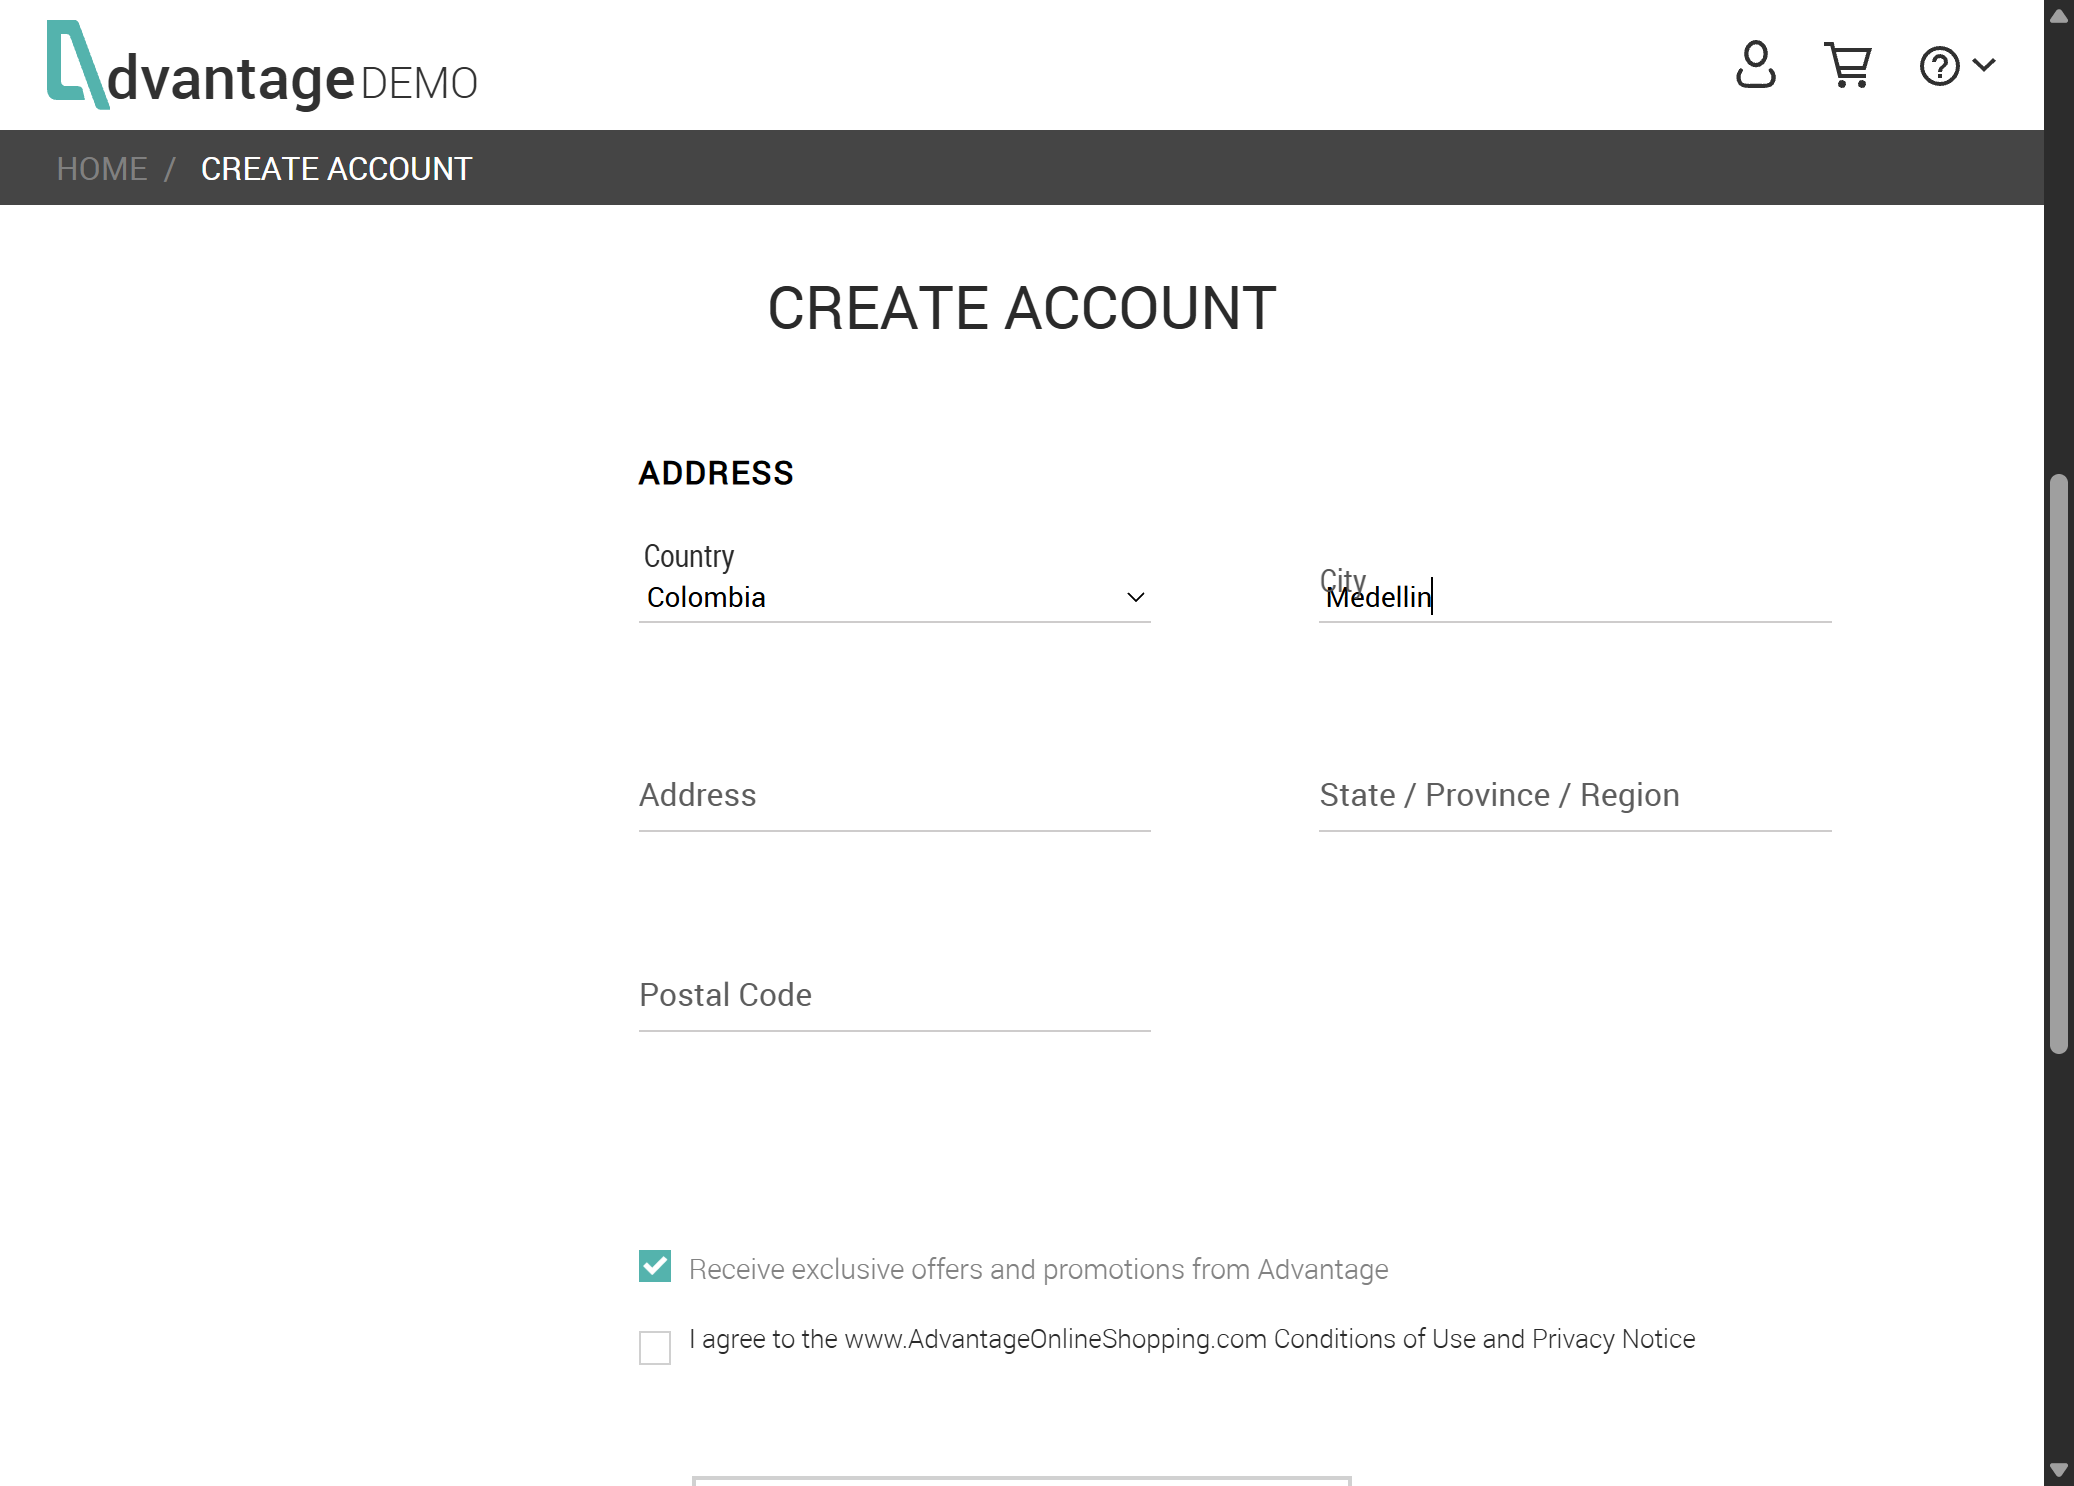 dvantage DEMO
HOME / CREATE ACCOUNT
CREATE ACCOUNT
ADDRESS
Country
Colombia
City
Medellin
Address
State / Province / Region
Postal Code
Receive exclusive offers and promotions from Advantage
I agree to the www.AdvantageOnlineShopping.com Conditions of Use and Privacy Notice